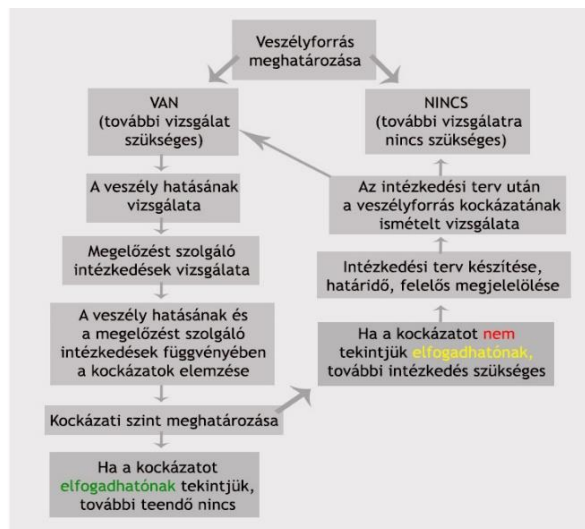 Veszélyforrás
meghatározása
VAN
(további vizsgálat
szükséges)
NINCS
(további vizsgálatra
nincs szükséges)
A veszély hatásának
vizsgálata
Az intézkedési terv után
a veszélyforrás kockázatának
ismételt vizsgálata
Megelőzést szolgáló
intézkedések vizsgálata
Intézkedési terv készítése,
határidő, felelős megjelelölése
A veszély hatásának és
a megelőzést szolgáló
intézkedések függvényében
a kockázatok elemzése
Ha a kockázatot nem
tekintjük elfogadhatónak,
további intézkedés szükséges
Kockázati szint meghatározása
Ha a kockázatot
elfogadhatónak tekintjük,
további teendő nincs